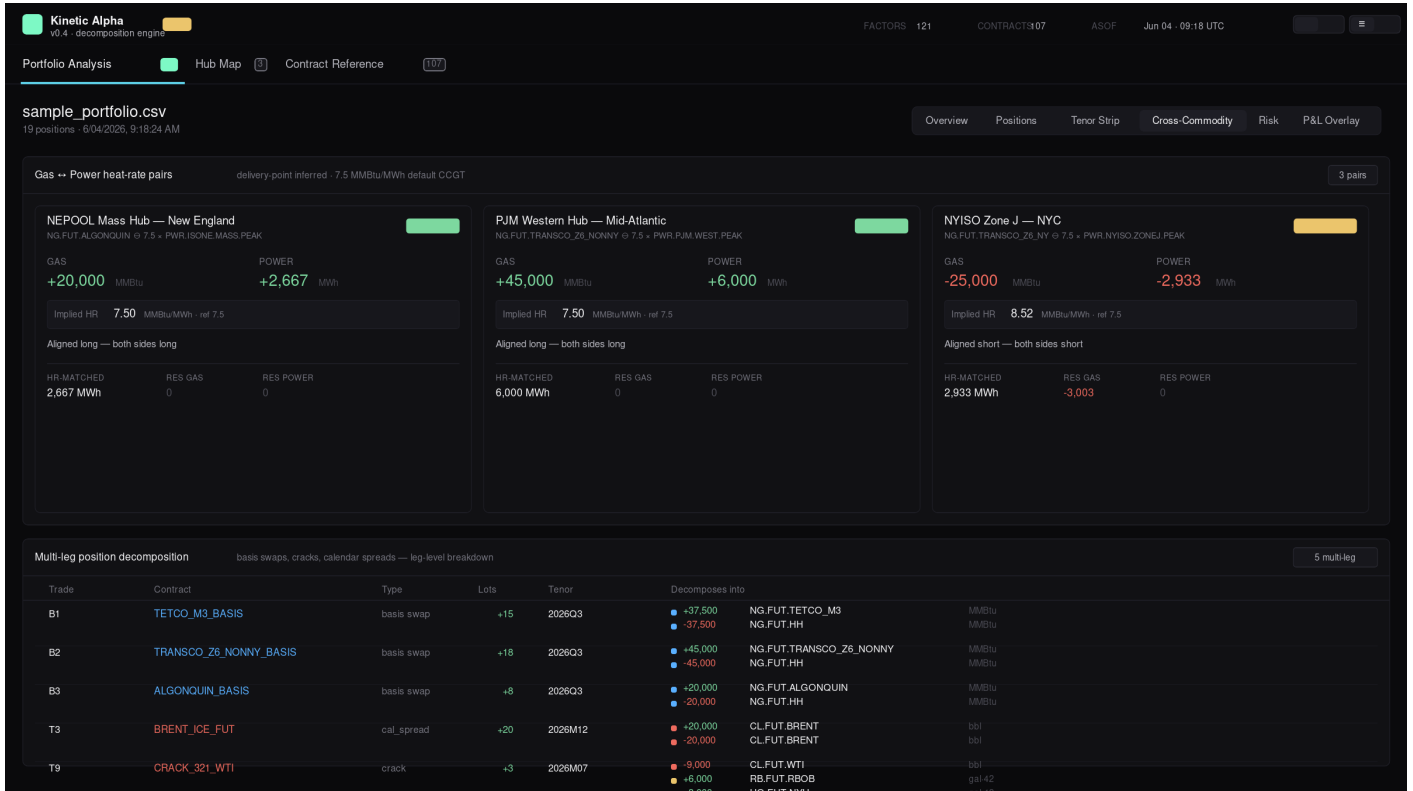 Kinetic Alpha
v0.4 · decomposition engine
FACTORS 121 CONTRACTS 107 ASOF Jun 04 · 09:18 UTC
Portfolio Analysis Hub Map 3 Contract Reference 107
sample_portfolio.csv
19 positions · 6/04/2026, 9:18:24 AM
Overview Positions Tenor Strip Cross-Commodity Risk P&L Overlay
Gas ↔ Power heat-rate pairs delivery-point inferred · 7.5 MMBtu/MWh default CCGT 3 pairs
NEPOOL Mass Hub — New England
NG.FUT.ALGONQUIN ⊖ 7.5 × PWR.ISONE.MASS.PEAK
GAS POWER
+20,000 MMBtu +2,667 MWh
Implied HR 7.50 MMBtu/MWh · ref 7.5
Aligned long — both sides long
HR-MATCHED RES GAS RES POWER
2,667 MWh 0 0
PJM Western Hub — Mid-Atlantic
NG.FUT.TRANSCO_Z6_NONNY ⊖ 7.5 × PWR.PJM.WEST.PEAK
GAS POWER
+45,000 MMBtu +6,000 MWh
Implied HR 7.50 MMBtu/MWh · ref 7.5
Aligned long — both sides long
HR-MATCHED RES GAS RES POWER
6,000 MWh 0 0
NYISO Zone J — NYC
NG.FUT.TRANSCO_Z6_NY ⊖ 7.5 × PWR.NYISO.ZONEJ.PEAK
GAS POWER
-25,000 MMBtu -2,933 MWh
Implied HR 8.52 MMBtu/MWh · ref 7.5
Aligned short — both sides short
HR-MATCHED RES GAS RES POWER
2,933 MWh -3,003 0
Multi-leg position decomposition basis swaps, cracks, calendar spreads — leg-level breakdown 5 multi-leg
Trade Contract Type Lots Tenor Decomposes into
B1 TETCO_M3_BASIS basis swap +15 2026Q3 +37,500 NG.FUT.TETCO_M3 MMBtu
-37,500 NG.FUT.HH MMBtu
B2 TRANSCO_Z6_NONNY_BASIS basis swap +18 2026Q3 +45,000 NG.FUT.TRANSCO_Z6_NONNY MMBtu
-45,000 NG.FUT.HH MMBtu
B3 ALGONQUIN_BASIS basis swap +8 2026Q3 +20,000 NG.FUT.ALGONQUIN MMBtu
-20,000 NG.FUT.HH MMBtu
T3 BRENT_ICE_FUT cal_spread +20 2026M12 +20,000 CL.FUT.BRENT bbl
-20,000 CL.FUT.BRENT bbl
T9 CRACK_321_WTI crack +3 2026M07 -9,000 CL.FUT.WTI bbl
+6,000 RB.FUT.RBOB gal·42